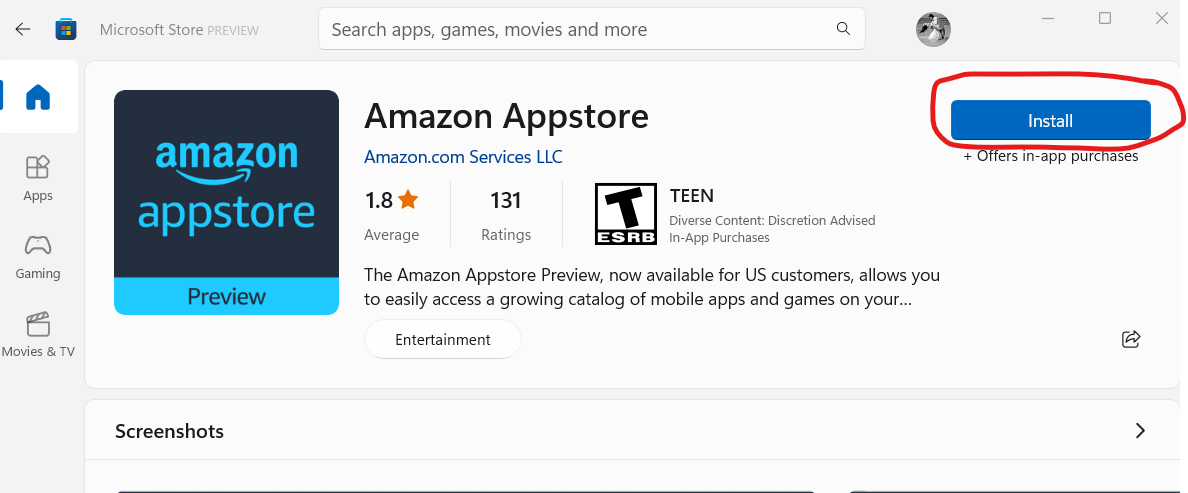 Microsoft Store PREVIEW
Search apps, games, movies and more
amazon
appstore
Preview
Amazon Appstore
Amazon.com Services LLC
Install
+ Offers in-app purchases
1.8
Average
131
Ratings
T
ESRB
TEEN
Diverse Content: Discretion Advised
In-App Purchases
The Amazon Appstore Preview, now available for US customers, allows you
to easily access a growing catalog of mobile apps and games on your...
Entertainment
Apps
Gaming
Movies & TV
Screenshots